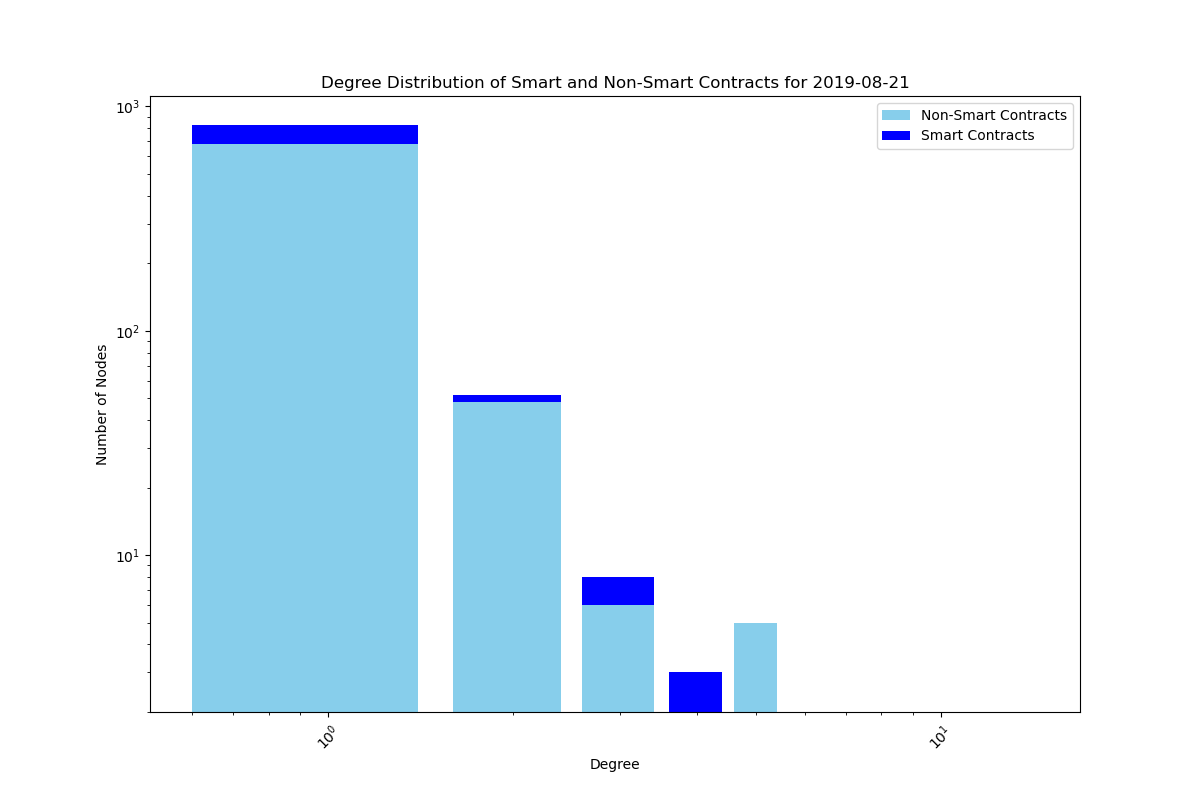 Degree Distribution of Smart and Non-Smart Contracts for 2019-08-21
Non-Smart Contracts
Smart Contracts
Number of Nodes
10³
10²
10¹
10⁰
10¹
Degree